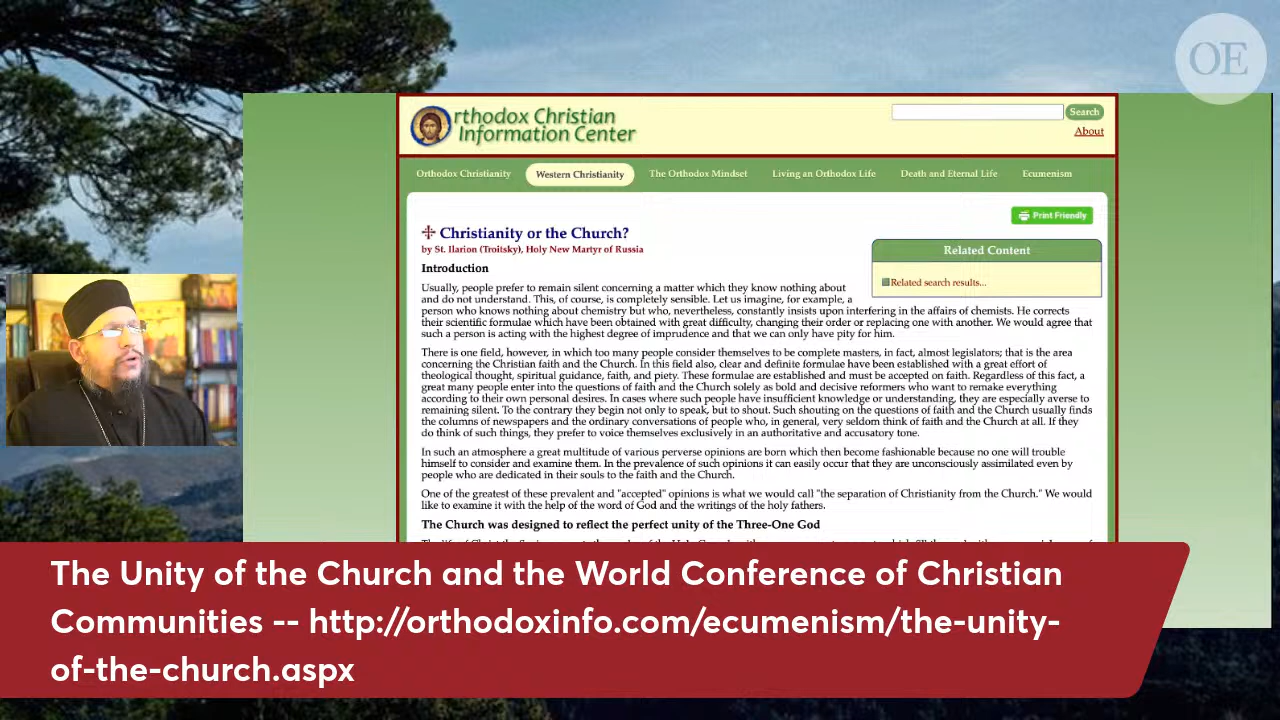 OE
rthodox Christian
Information Center
Search
About
Orthodox Christianity
Western Christianity
The Orthodox Mindset
Living an Orthodox Life
Death and Eternal Life
Ecumenism
Print Friendly
Christianity or the Church?
by St. Ilarion (Troitsky), Holy New Martyr of Russia
Related Content
Related search results...
Introduction
Usually, people prefer to remain silent concerning a matter which they know nothing about
and do not understand. This, of course, is completely sensible. Let us imagine, for example, a
person who knows nothing about chemistry but who, nevertheless, constantly insists upon interfering in the affairs of chemists. He corrects
their scientific formulae which have been obtained with great difficulty, changing their order or replacing one with another. We would agree that
such a person is acting with the highest degree of imprudence and that we can only have pity for him.
There is one field, however, in which too many people consider themselves to be complete masters, in fact, almost legislators; that is the area
concerning the Christian faith and the Church. In this field also, clear and definite formulae have been established with a great effort of
theological thought, spiritual guidance, faith, and piety. These formulae are established and must be accepted on faith. Regardless of this fact, a
great many people enter into the questions of faith and the Church solely as bold and decisive reformers who want to remake everything
according to their own personal desires. In cases where such people have insufficient knowledge or understanding, they are especially averse to
remaining silent. To the contrary they begin not only to speak, but to shout. Such shouting on the questions of faith and the Church usually finds
the columns of newspapers and the ordinary conversations of people who, in general, very seldom think of faith and the Church at all. If they
do think of such things, they prefer to voice themselves exclusively in an authoritative and accusatory tone.
In such an atmosphere a great multitude of various perverse opinions are born which then become fashionable because no one will trouble
himself to consider and examine them. In the prevalence of such opinions it can easily occur that they are unconsciously assimilated even by
people who are dedicated in their souls to the faith and the Church.
One of the greatest of these prevalent and "accepted" opinions is what we would call "the separation of Christianity from the Church." We would
like to examine it with the help of the word of God and the writings of the holy fathers.
The Church was designed to reflect the perfect unity of the Three-One God
The Unity of the Church and the World Conference of Christian
Communities -- http://orthodoxinfo.com/ecumenism/the-unity-
of-the-church.aspx